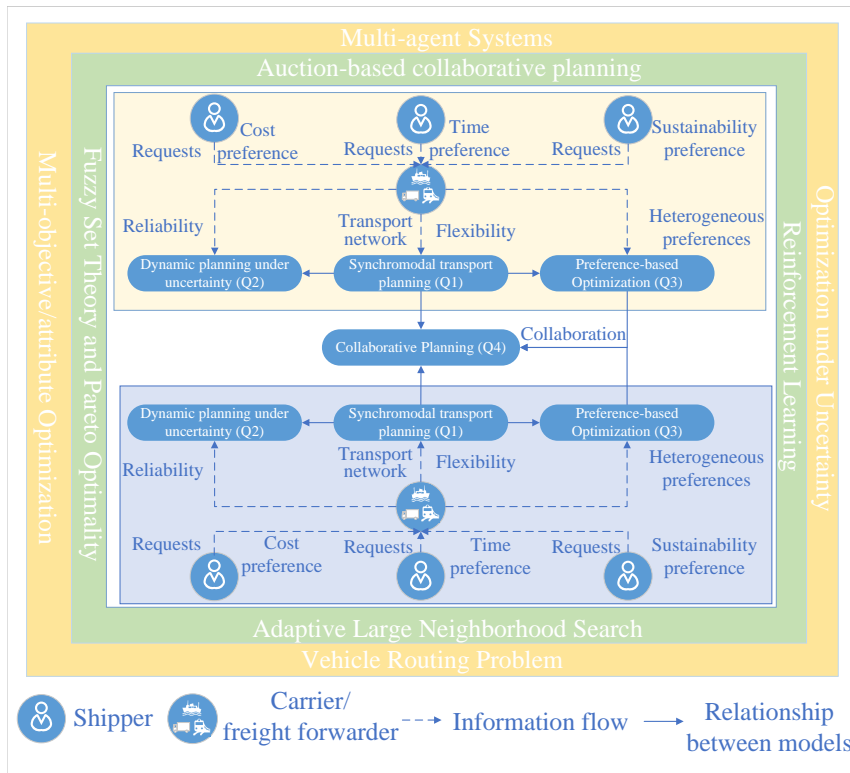 Multi-agent Systems
Auction-based collaborative planning
Multi-objective/attribute Optimization
Fuzzy Set Theory and Pareto Optimality
Reinforcement Learning
Optimization under Uncertainty
Requests
Cost
preference
Requests
Time
preference
Requests
Sustainability
preference
Reliability
Transport
network
Flexibility
Heterogeneous
preferences
Dynamic planning under
uncertainty (Q2)
Synchromodal transport
planning (Q1)
Preference-based
Optimization (Q3)
Collaborative Planning (Q4)
Collaboration
Dynamic planning under
uncertainty (Q2)
Synchromodal transport
planning (Q1)
Preference-based
Optimization (Q3)
Reliability
Transport
network
Flexibility
Heterogeneous
preferences
Requests
Cost
preference
Requests
Time
preference
Requests
Sustainability
preference
Adaptive Large Neighborhood Search
Vehicle Routing Problem
Shipper
Carrier/
freight forwarder
Information flow
Relationship
between models